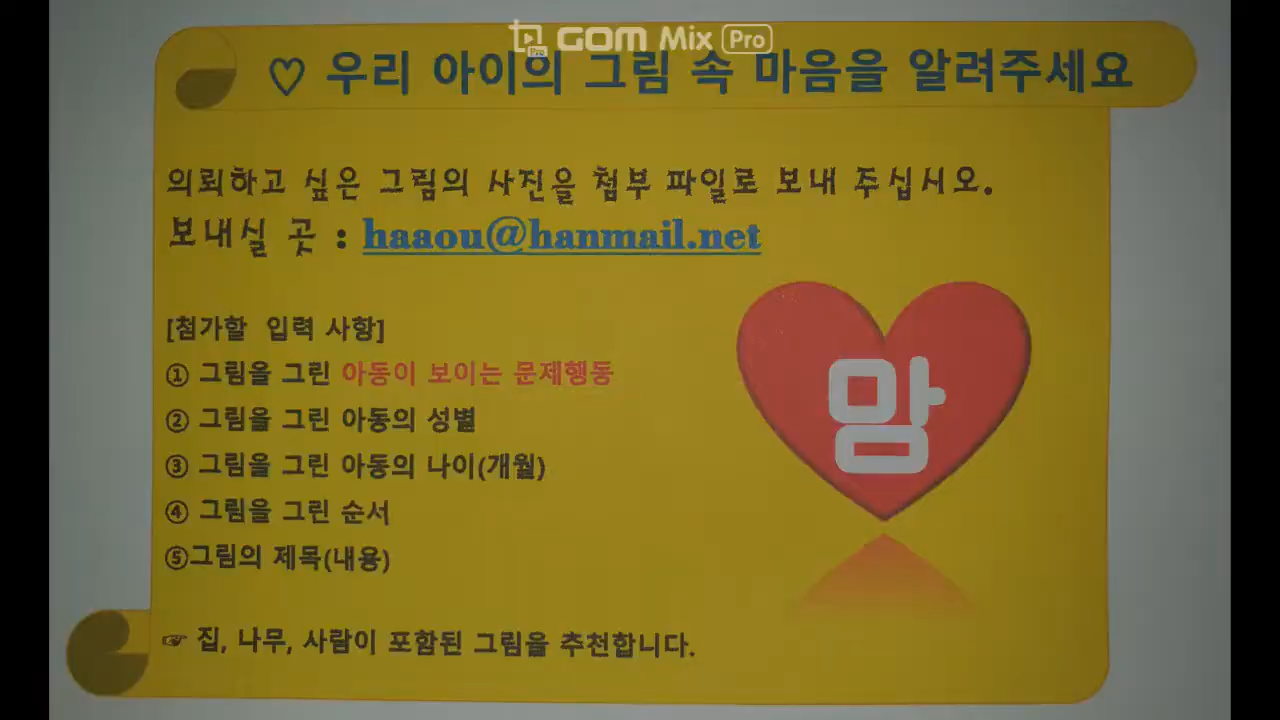 GOM Mix Pro
♡ 우리 아이의 그림 속 마음을 알려주세요
의뢰하고 싶은 그림의 사진을 첨부 파일로 보내 주십시오.
보내실 곳 : haaou@hanmail.net
[첨가할 입력 사항]
① 그림을 그린 아동이 보이는 문제행동
② 그림을 그린 아동의 성별
③ 그림을 그린 아동의 나이(개월)
④ 그림을 그린 순서
⑤그림의 제목(내용)
맘
☞ 집, 나무, 사람이 포함된 그림을 추천합니다.